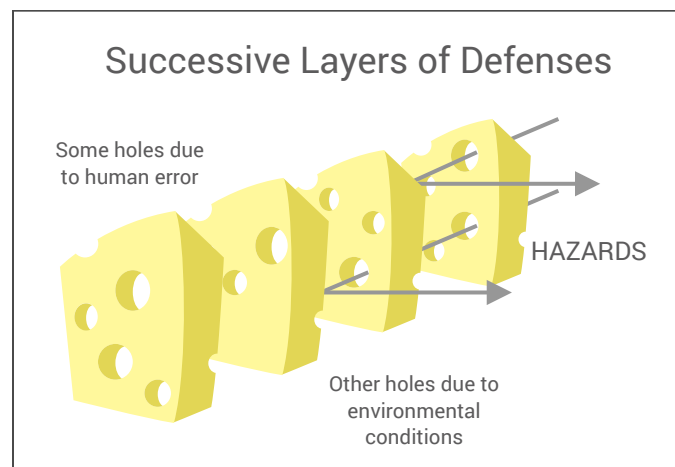 Successive Layers of Defenses
Some holes due
to human error
HAZARDS
Other holes due to
environmental
conditions